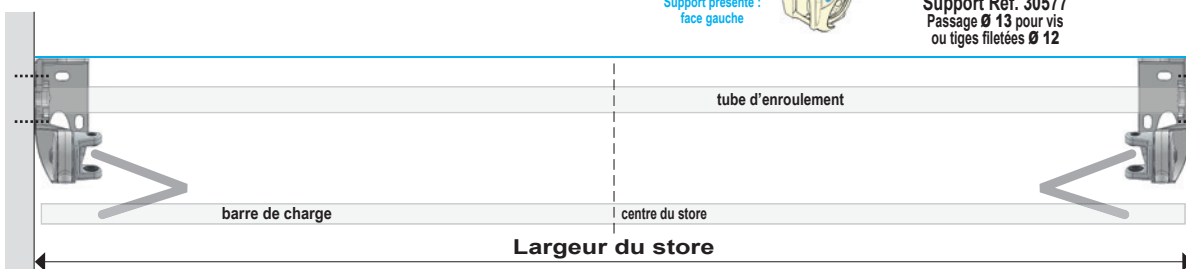 Support présenté :
face gauche
Support Réf. 30577
Passage Ø 13 pour vis
ou tiges filetées Ø 12
tube d'enroulement
barre de charge
centre du store
Largeur du store